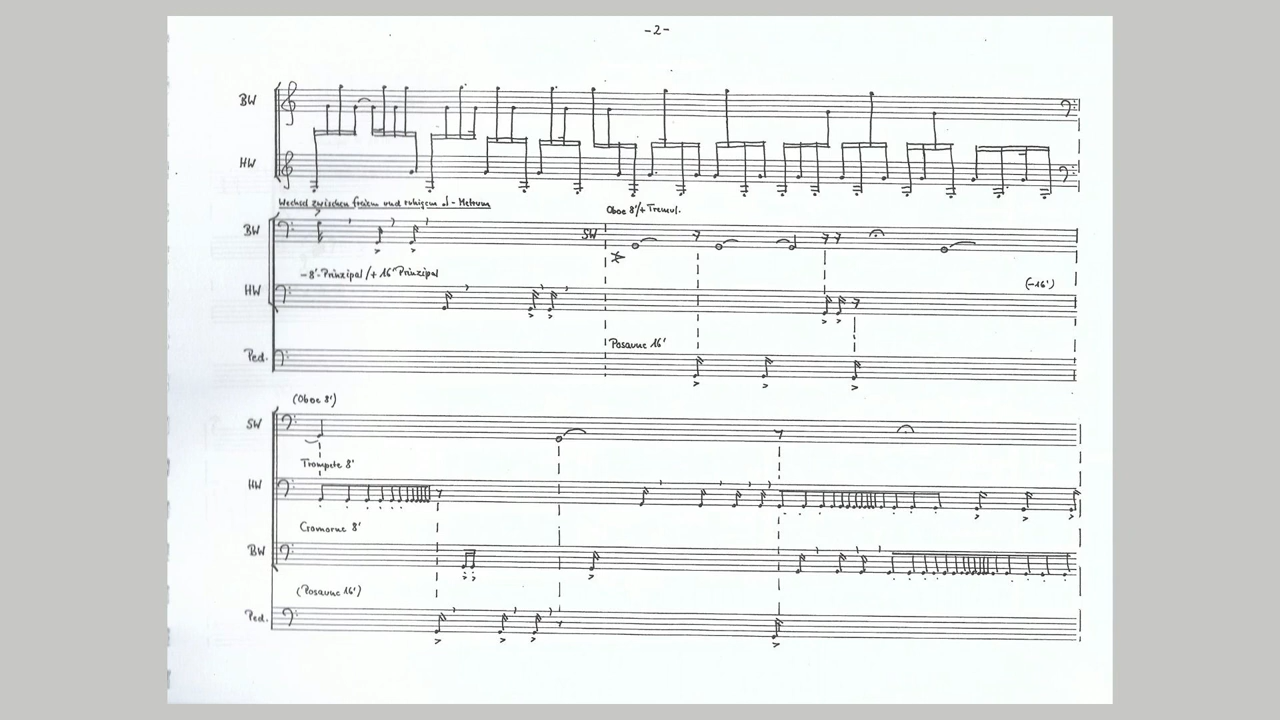 -2-
BW
HW
Wechsel zwischen freiem und ruhigem ♩- Metrum
Oboe 8'/+ Tremul.
BW
SW
-8'-Prinzipal/+ 16' Prinzipal
HW
(-16')
Posaune 16'
Ped.
(Oboe 8')
SW
Trompete 8'
HW
Cromorne 8'
BW
(Posaune 16')
Ped.